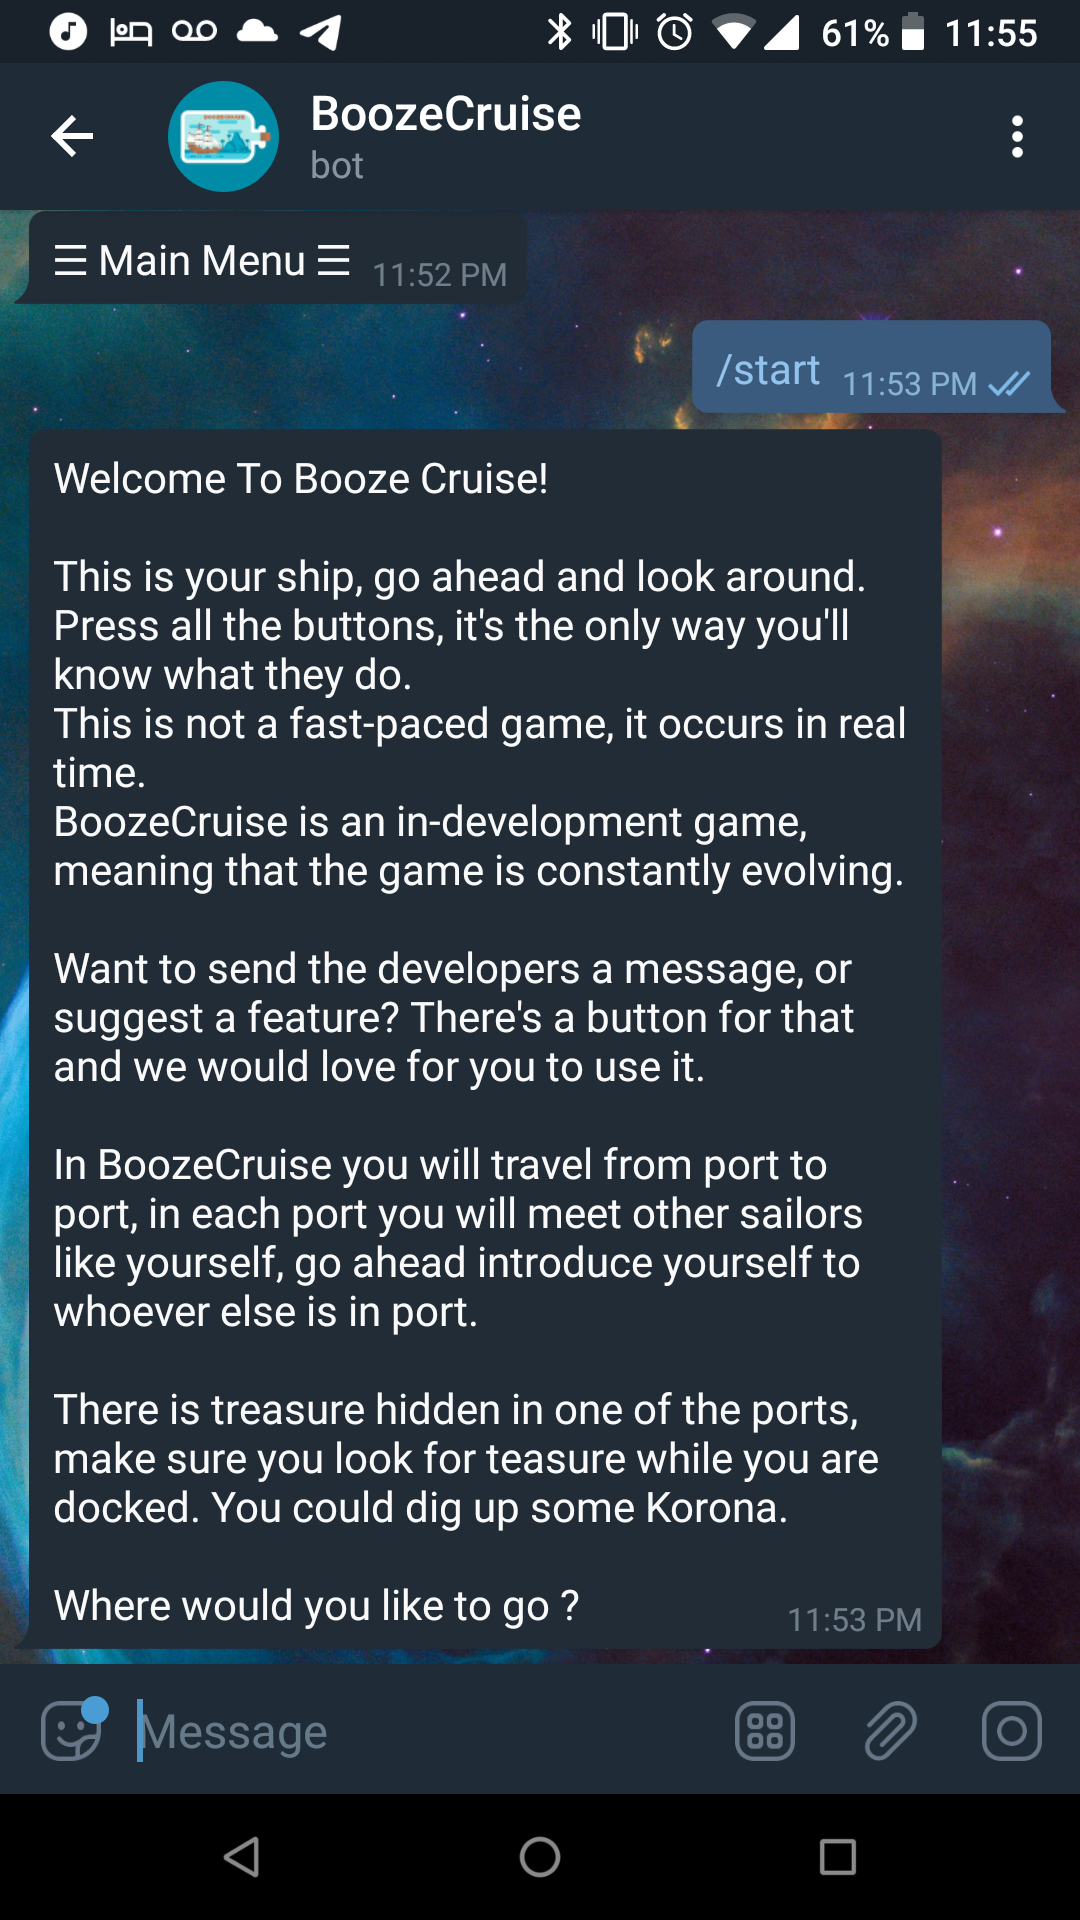 61% 11:55
BoozeCruise
bot
☰ Main Menu ☰ 11:52 PM
/start 11:53 PM
Welcome To Booze Cruise!
This is your ship, go ahead and look around.
Press all the buttons, it's the only way you'll
know what they do.
This is not a fast-paced game, it occurs in real
time.
BoozeCruise is an in-development game,
meaning that the game is constantly evolving.
Want to send the developers a message, or
suggest a feature? There's a button for that
and we would love for you to use it.
In BoozeCruise you will travel from port to
port, in each port you will meet other sailors
like yourself, go ahead introduce yourself to
whoever else is in port.
There is treasure hidden in one of the ports,
make sure you look for teasure while you are
docked. You could dig up some Korona.
Where would you like to go ? 11:53 PM
Message